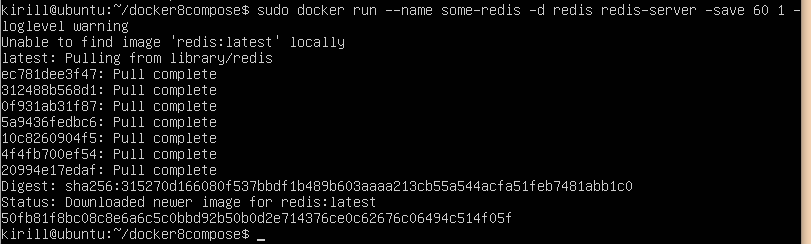 kirill@ubuntu:~/docker8compose$ sudo docker run --name some-redis -d redis redis-server -save 60 1 -
loglevel warning
Unable to find image 'redis:latest' locally
latest: Pulling from library/redis
ec781dee3f47: Pull complete
312488b568d1: Pull complete
0f931ab31f87: Pull complete
5a9436fedbc6: Pull complete
10c8260904f5: Pull complete
4f4fb700ef54: Pull complete
20994e17edaf: Pull complete
Digest: sha256:315270d166080f537bbdf1b489b603aaaa213cb55a544acfa51feb7481abb1c0
Status: Downloaded newer image for redis:latest
50fb81f8bc08c8e6a6c5c0bbd92b50b0d2e714376ce0c62676c06494c514f05f
kirill@ubuntu:~/docker8compose$ _